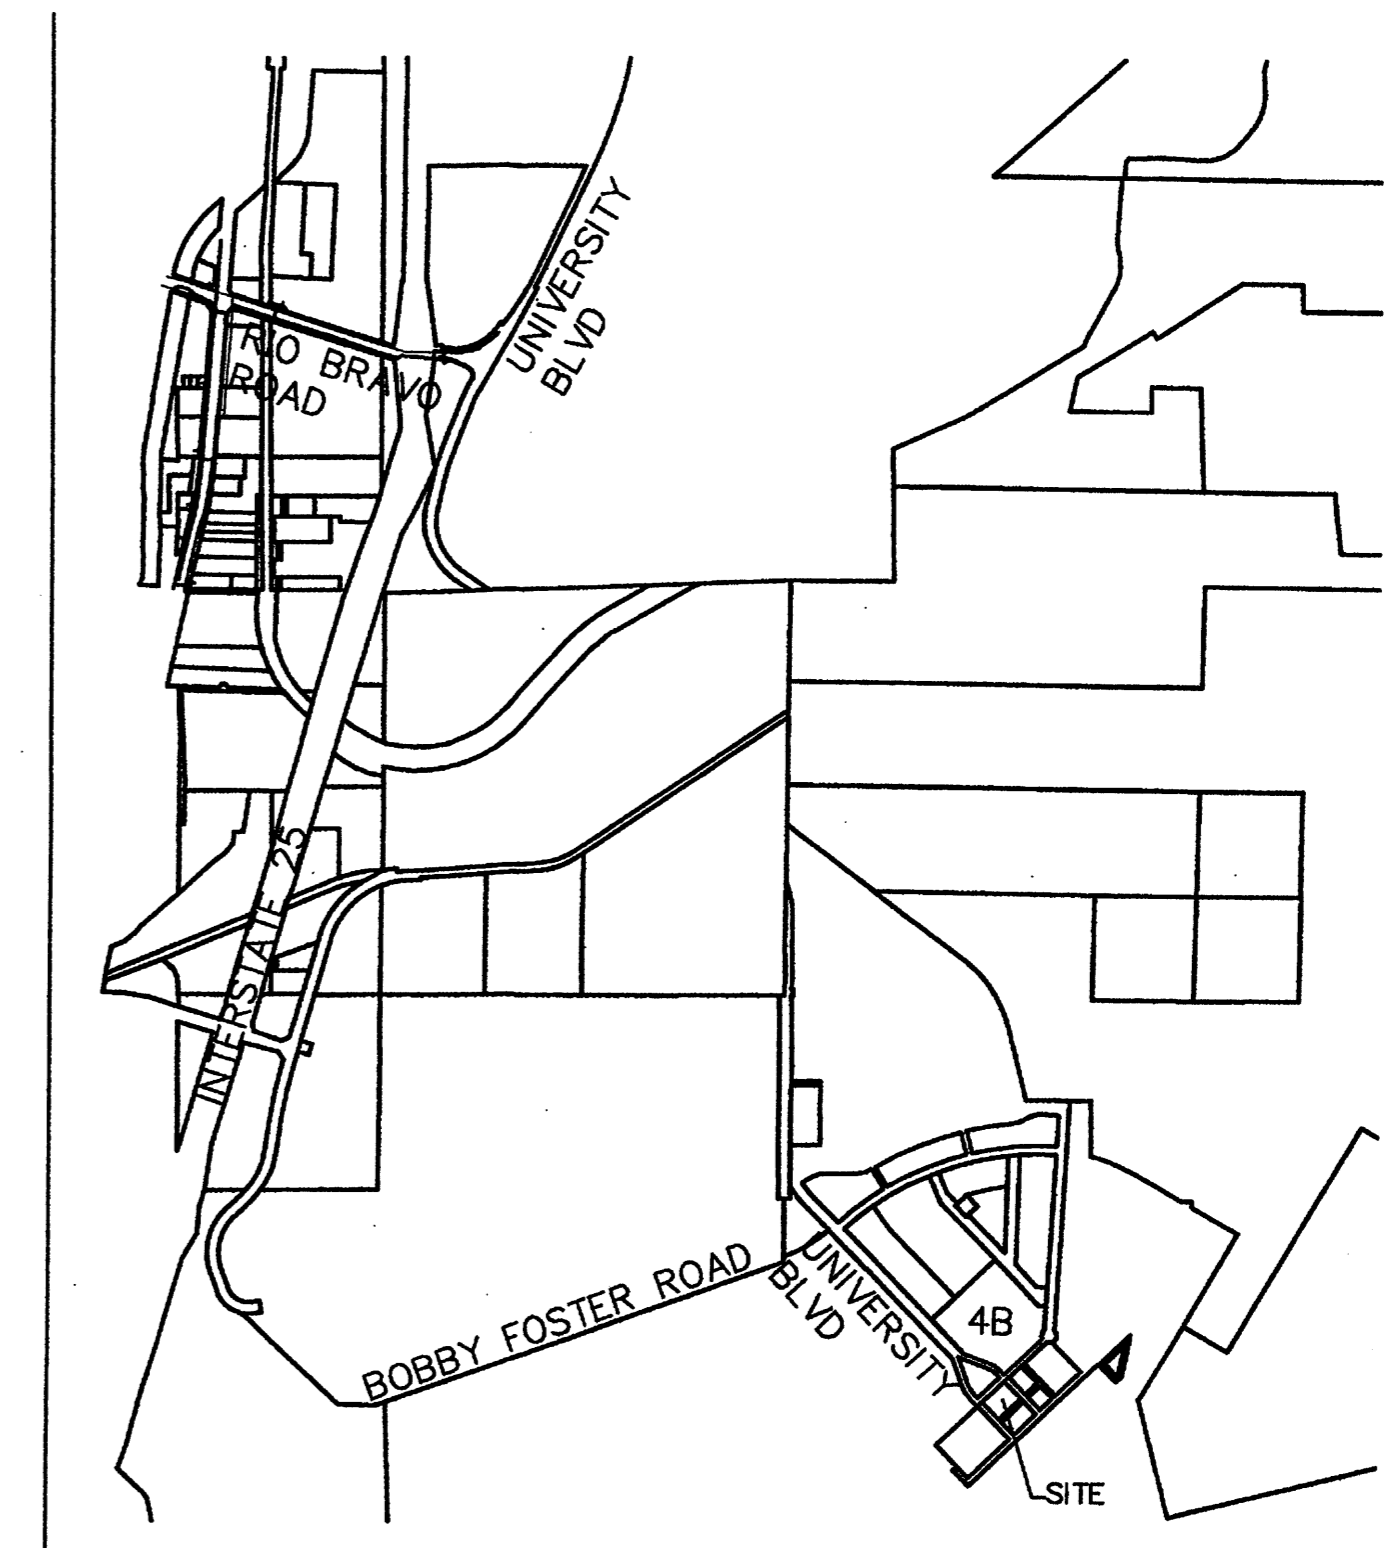 UNIVERSITY
BLVD
RIO BRAVO
ROAD
INTERSTATE 25
BOBBY FOSTER ROAD
UNIVERSITY
BLVD
4B
SITE